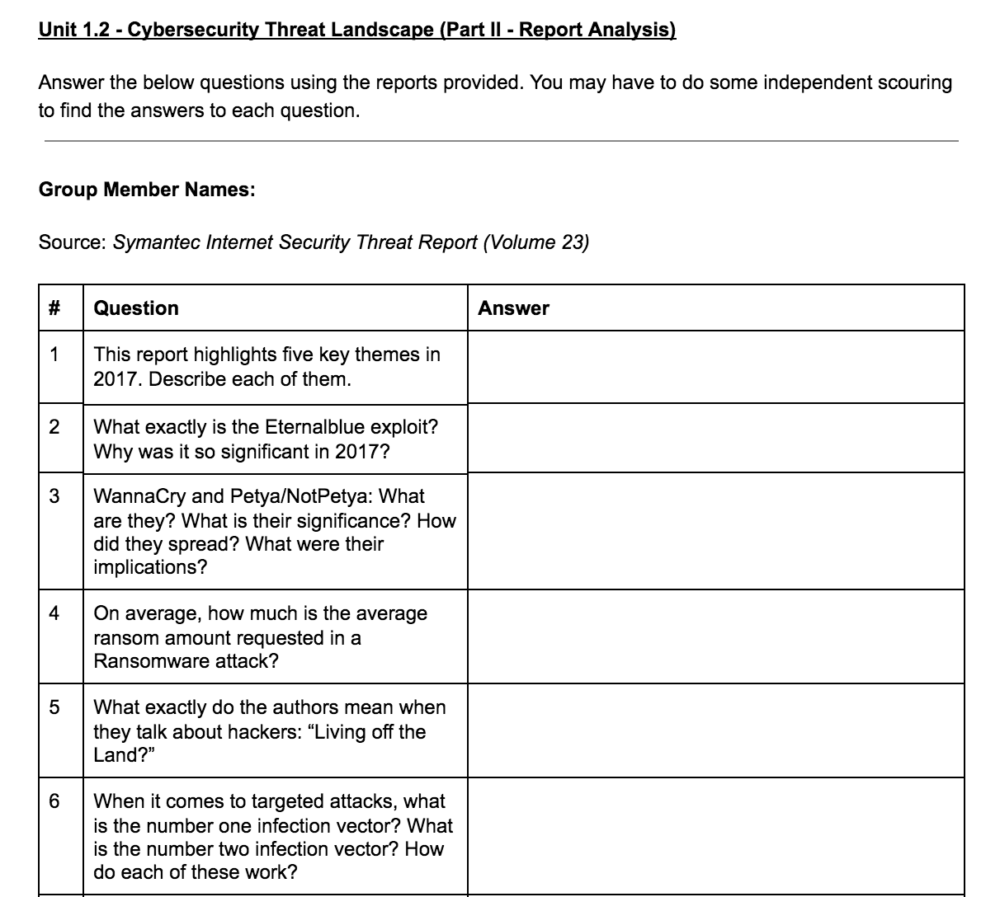 Unit 1.2 - Cybersecurity Threat Landscape (Part II - Report Analysis)
Answer the below questions using the reports provided. You may have to do some independent scouring
to find the answers to each question.
Group Member Names:
Source: Symantec Internet Security Threat Report (Volume 23)
# Question Answer
1 This report highlights five key themes in
2017. Describe each of them.
2 What exactly is the Eternalblue exploit?
Why was it so significant in 2017?
3 WannaCry and Petya/NotPetya: What
are they? What is their significance? How
did they spread? What were their
implications?
4 On average, how much is the average
ransom amount requested in a
Ransomware attack?
5 What exactly do the authors mean when
they talk about hackers: “Living off the
Land?”
6 When it comes to targeted attacks, what
is the number one infection vector? What
is the number two infection vector? How
do each of these work?